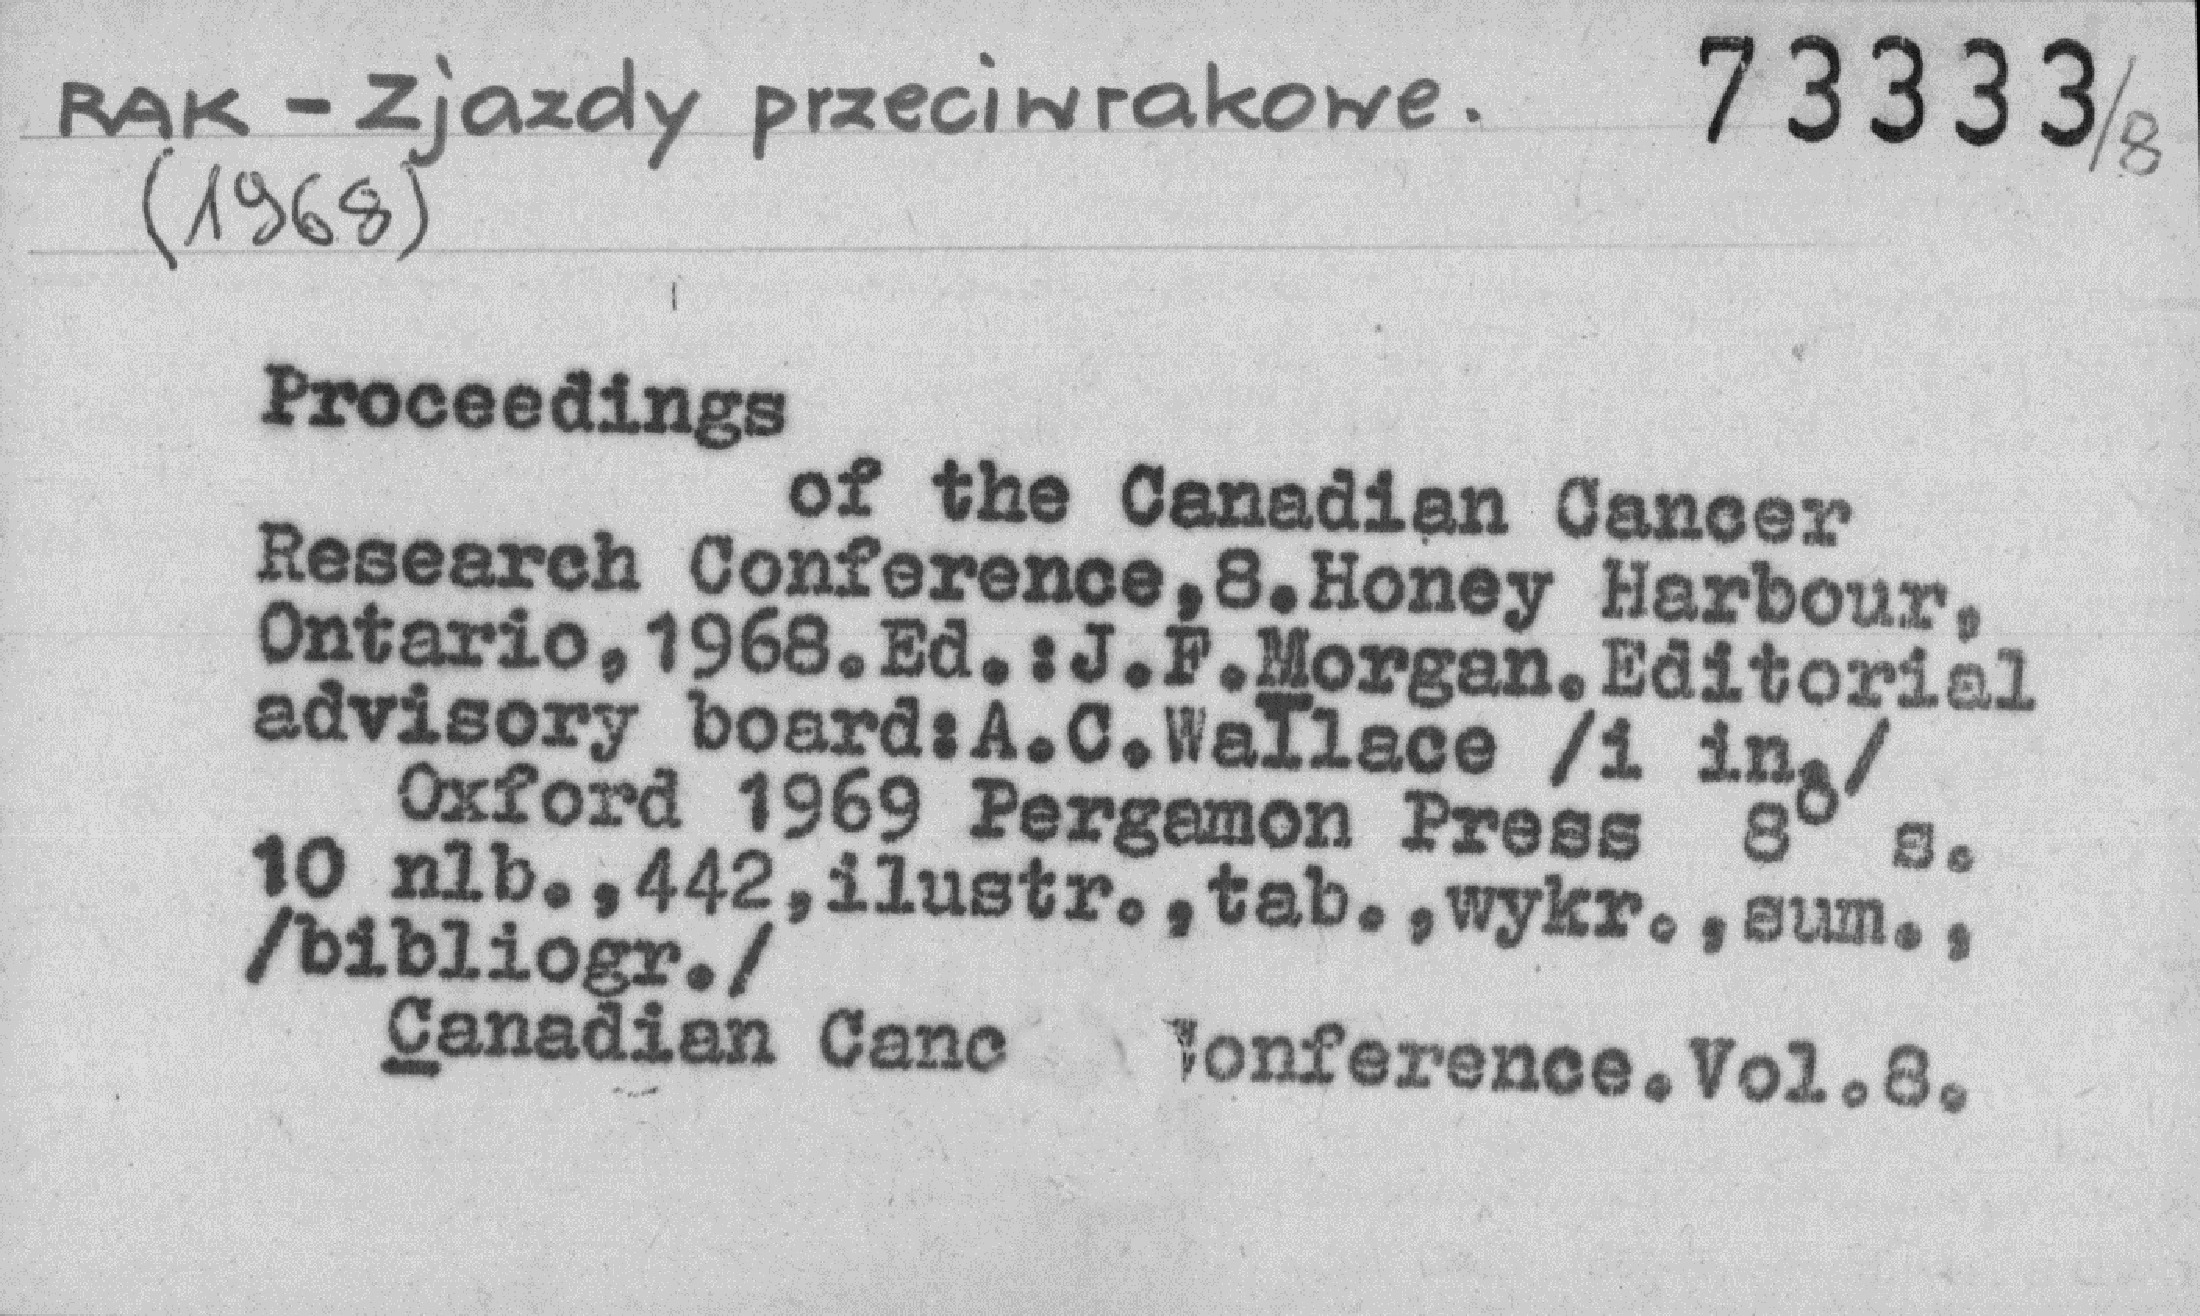 RAK - Zjazdy przeciwrakowe. 73333/8
(1968)
Proceedings
of the Canadian Cancer
Research Conference,8.Honey Harbour,
Ontario,1968.Ed.:J.F.Morgan.Editorial
advisory board:A.C.Wallace /i in./
Oxford 1969 Pergamon Press 8° s.
10 nlb.,442,ilustr.,tab.,wykr.,sum.,
/bibliogr./
Canadian Canc onference.Vol.8.